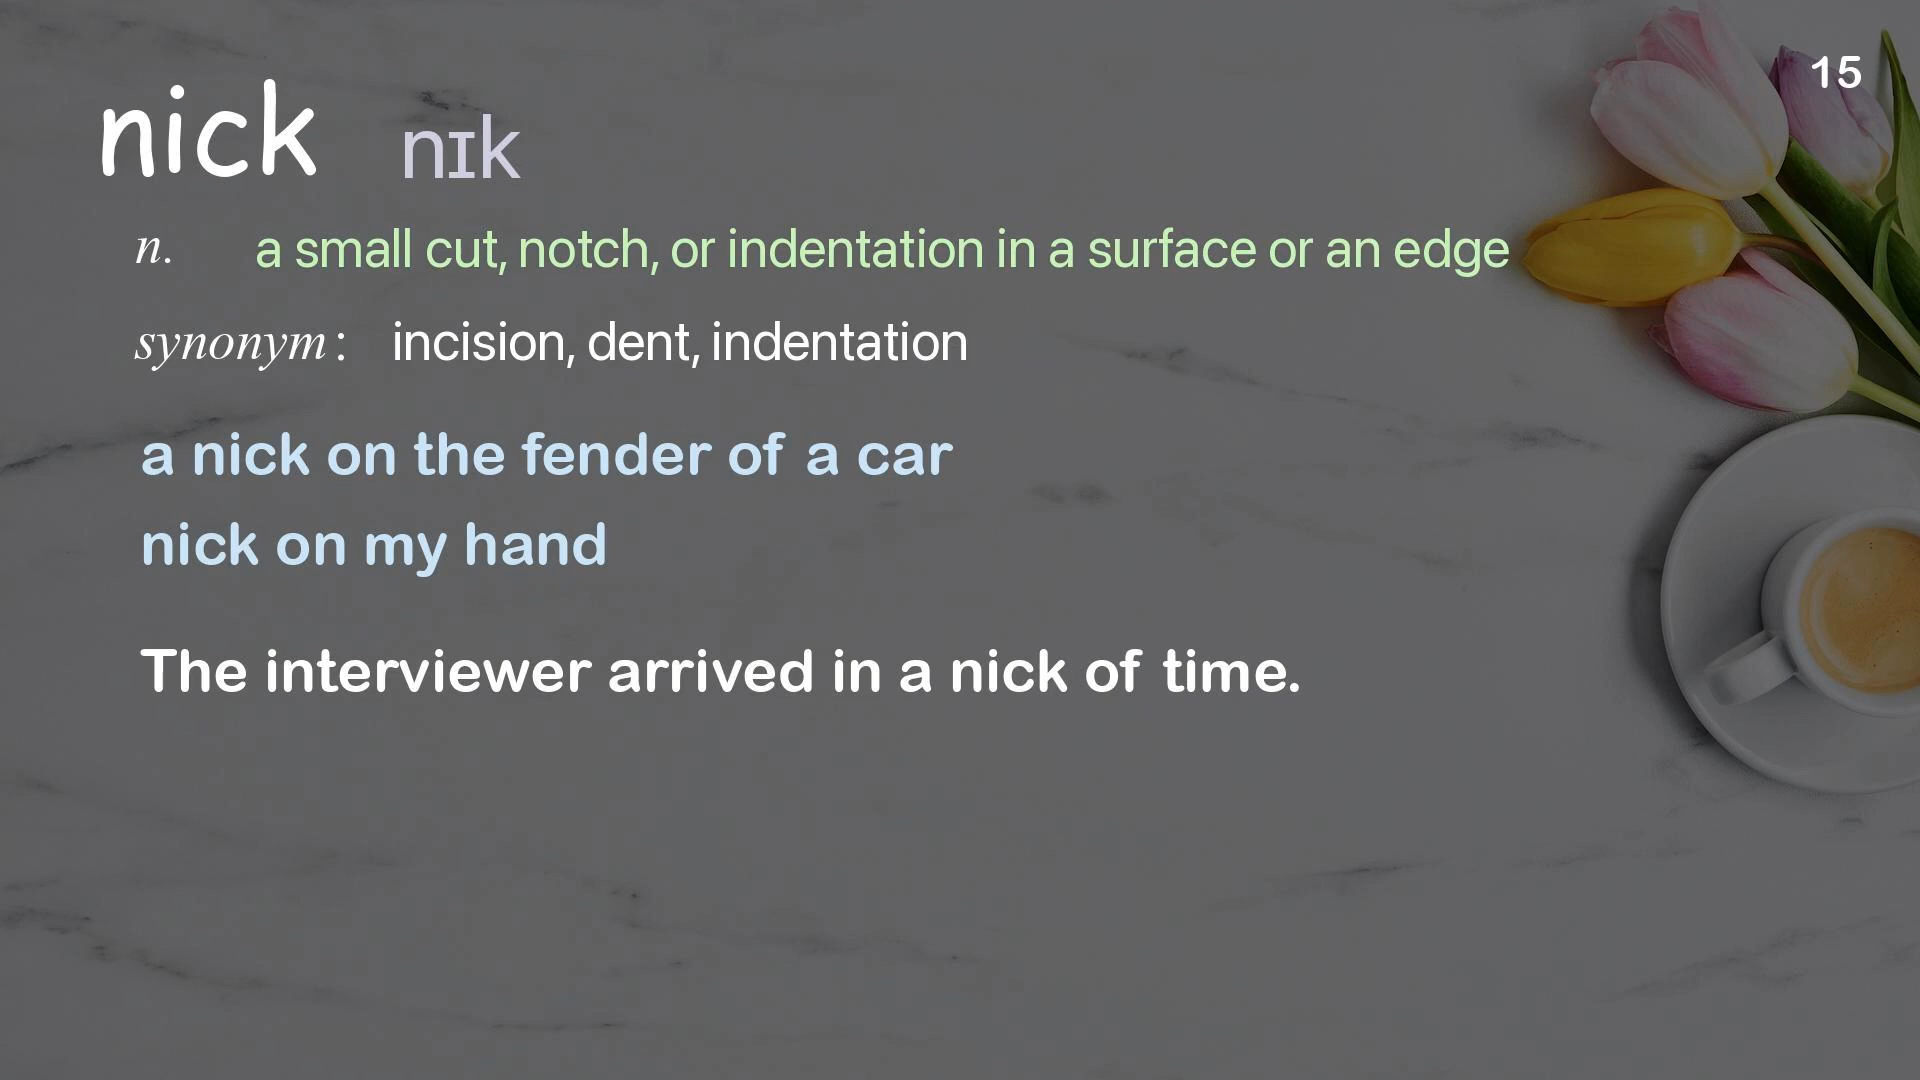 15
nick nɪk
n. a small cut, notch, or indentation in a surface or an edge
synonym: incision, dent, indentation
a nick on the fender of a car
nick on my hand
The interviewer arrived in a nick of time.